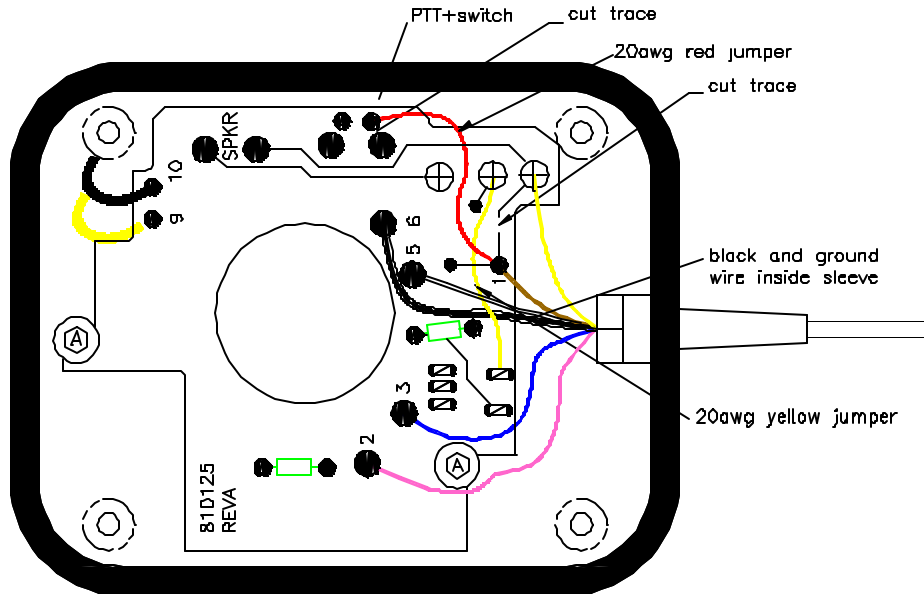 PTT+switch
cut trace
20awg red jumper
cut trace
SPKR
10
9
6
5
1
black and ground
wire inside sleeve
A
3
20awg yellow jumper
2
A
81D125
REVA